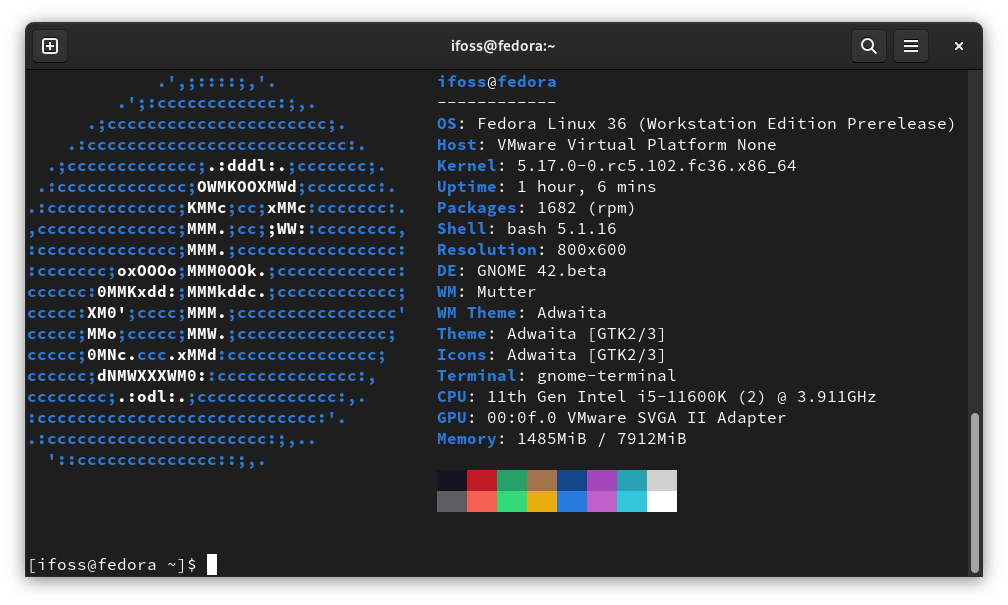 ifoss@fedora:~
.',;::::;,'.
.';:cccccccccccc:;,.
.;cccccccccccccccccccccc;.
.:cccccccccccccccccccccccccc:.
.;ccccccccccccc;.:dddl:.;ccccccc;.
.:ccccccccccccc;OWMKOOXMWd;ccccccc:.
.:ccccccccccccc;KMMc;cc;xMMc:ccccccc:.
,cccccccccccccc;MMM.;cc;;WW::cccccccc,
:cccccccccccccc;MMM.;cccccccccccccccc:
:ccccccc;oxOOOo;MMM0OOk.;cccccccccccc:
cccccc:0MMKxdd:;MMMkddc.;cccccccccccc;
ccccc:XM0';cccc;MMM.;cccccccccccccccc'
ccccc;MMo;ccccc;MMW.;ccccccccccccccc;
ccccc;0MNc.ccc.xMMd:ccccccccccccccc;
cccccc;dNMWXXXWM0::cccccccccccccc:,
cccccccc;.:odl:.;cccccccccccccc:,.
:cccccccccccccccccccccccccccc:'.
.:cccccccccccccccccccccc:;,..
'::cccccccccccccc::;,.
ifoss@fedora
------------
OS: Fedora Linux 36 (Workstation Edition Prerelease)
Host: VMware Virtual Platform None
Kernel: 5.17.0-0.rc5.102.fc36.x86_64
Uptime: 1 hour, 6 mins
Packages: 1682 (rpm)
Shell: bash 5.1.16
Resolution: 800x600
DE: GNOME 42.beta
WM: Mutter
WM Theme: Adwaita
Theme: Adwaita [GTK2/3]
Icons: Adwaita [GTK2/3]
Terminal: gnome-terminal
CPU: 11th Gen Intel i5-11600K (2) @ 3.911GHz
GPU: 00:0f.0 VMware SVGA II Adapter
Memory: 1485MiB / 7912MiB
[ifoss@fedora ~]$